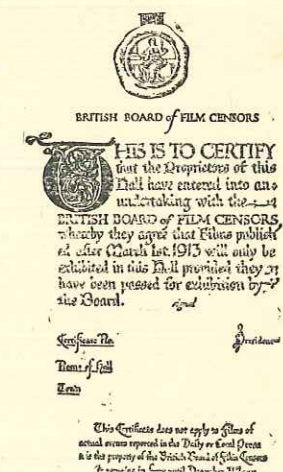 BRITISH BOARD of FILM CENSORS
THIS IS TO CERTIFY
that the Proprietors of this
Hall have entered into an
undertaking with the
BRITISH BOARD of FILM CENSORS,
whereby they agree that Films publish
ed after March 1st. 1913 will only be
exhibited in this Hall provided they
have been passed for exhibition by
the Board.
signed
Certificate No. President
Name of Hall
Town
This Certificate does not apply to Films of
actual events reported in the Daily or Local Press
& is the property of the British Board of Film Censors